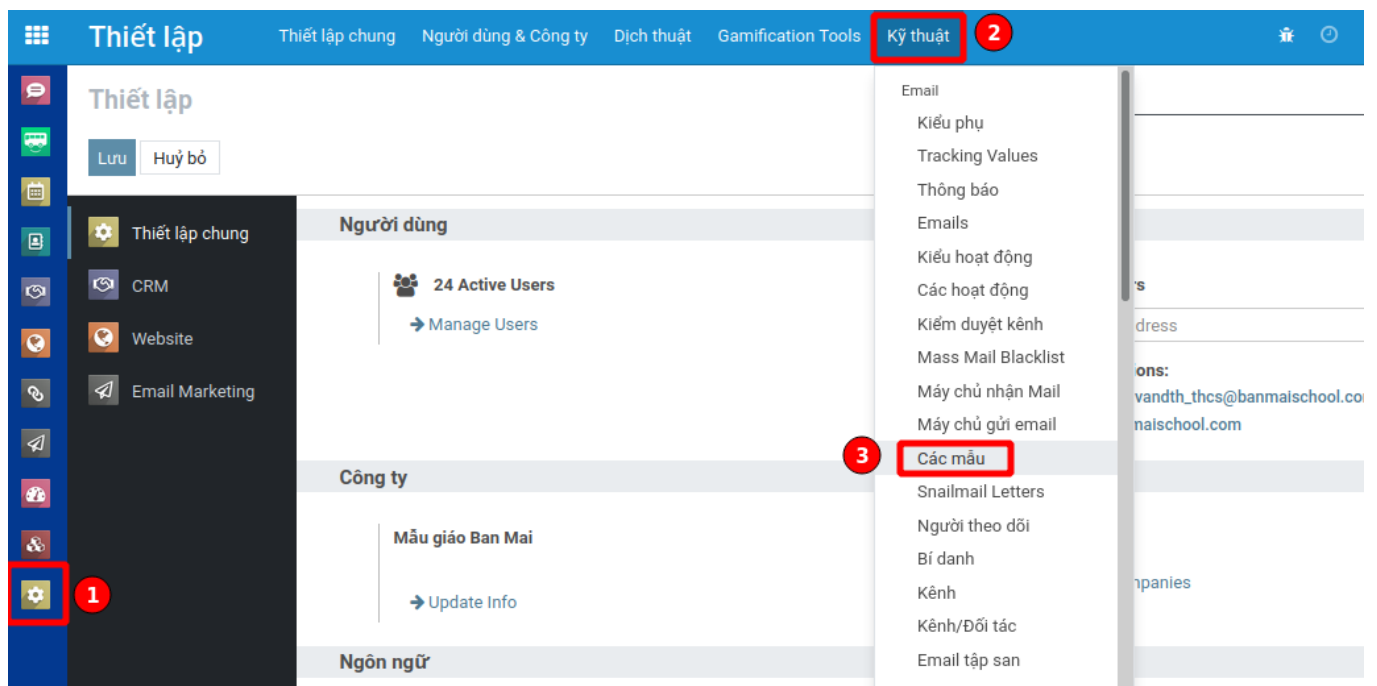 Thiết lập
Thiết lập chung
Người dùng & Công ty
Dịch thuật
Gamification Tools
Kỹ thuật
2
Thiết lập
Lưu
Huỷ bỏ
Thiết lập chung
CRM
Website
Email Marketing
1
Người dùng
24 Active Users
Manage Users
Công ty
Mẫu giáo Ban Mai
Update Info
Ngôn ngữ
Email
Kiểu phụ
Tracking Values
Thông báo
Emails
Kiểu hoạt động
Các hoạt động
Kiểm duyệt kênh
Mass Mail Blacklist
Máy chủ nhận Mail
Máy chủ gửi email
3
Các mẫu
Snailmail Letters
Người theo dõi
Bí danh
Kênh
Kênh/Đối tác
Email tập san
rs
dress
ions:
vandth_thcs@banmaischool.co
maischool.com
mpanies